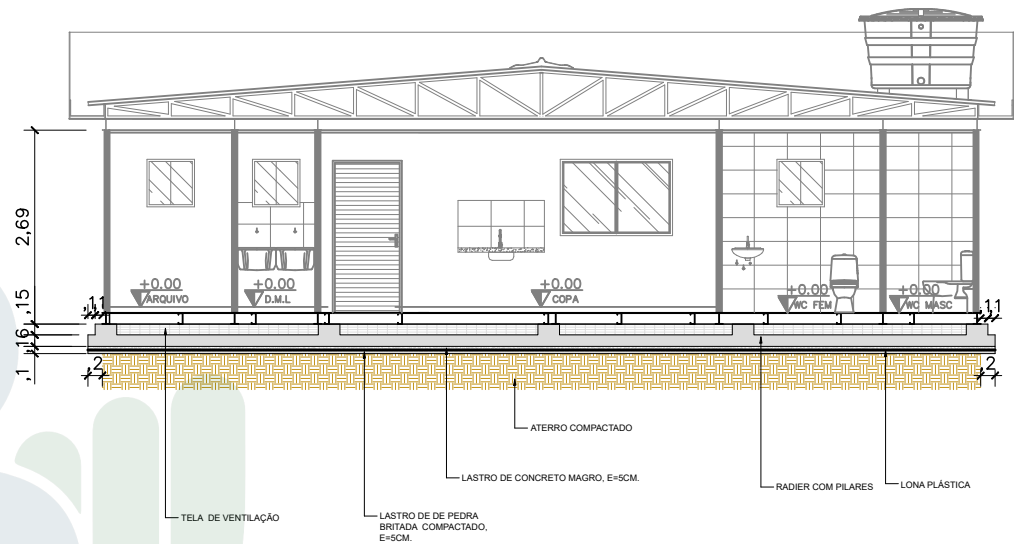 2,69
,15
,16
,1
,11
,11
,2
,2
+0.00
ARQUIVO
+0.00
D.M.L
+0.00
COPA
+0.00
WC FEM
+0.00
WC MASC
ATERRO COMPACTADO
LASTRO DE CONCRETO MAGRO, E=5CM.
RADIER COM PILARES
LONA PLÁSTICA
TELA DE VENTILAÇÃO
LASTRO DE DE PEDRA
BRITADA COMPACTADO,
E=5CM.